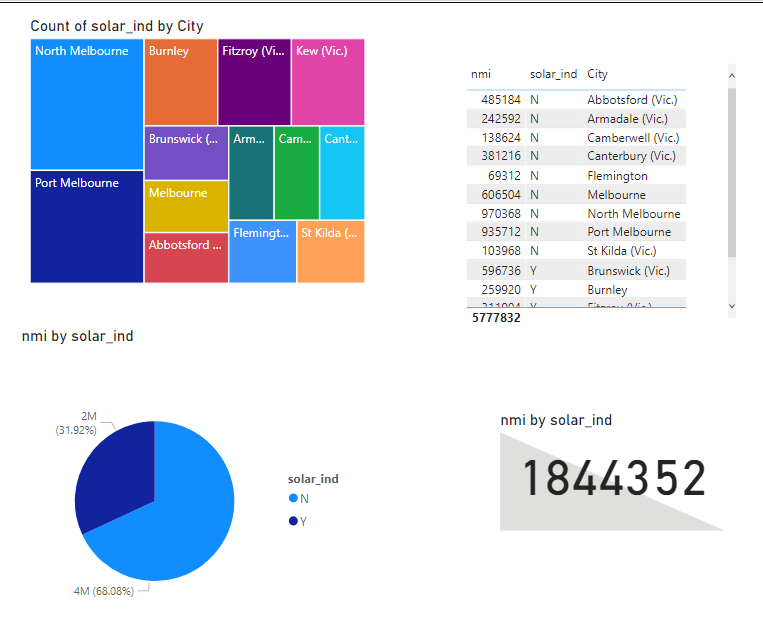 Count of solar_ind by City
North Melbourne
Burnley
Fitzroy (Vi...
Kew (Vic.)
Brunswick (...
Arm...
Cam...
Cant...
Port Melbourne
Melbourne
Abbotsford ...
Flemingt...
St Kilda (...
nmi solar_ind City
485184 N Abbotsford (Vic.)
242592 N Armadale (Vic.)
138624 N Camberwell (Vic.)
381216 N Canterbury (Vic.)
69312 N Flemington
606504 N Melbourne
970368 N North Melbourne
935712 N Port Melbourne
103968 N St Kilda (Vic.)
596736 Y Brunswick (Vic.)
259920 Y Burnley
5777832
nmi by solar_ind
2M
(31.92%)
4M (68.08%)
solar_ind
N
Y
nmi by solar_ind
1844352